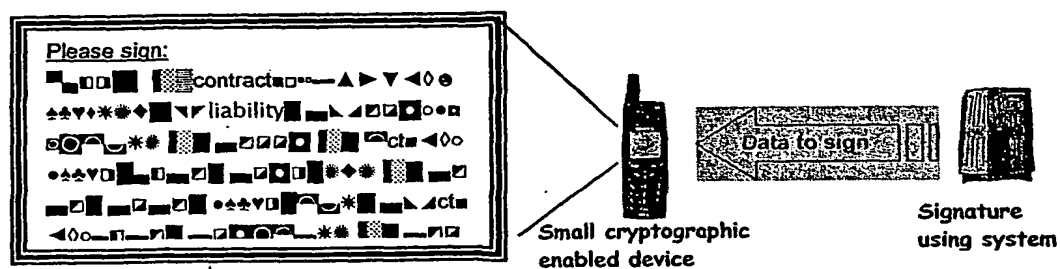 Please sign:
contract
liability
ct
ct
Data to sign
Small cryptographic
enabled device
Signature
using system